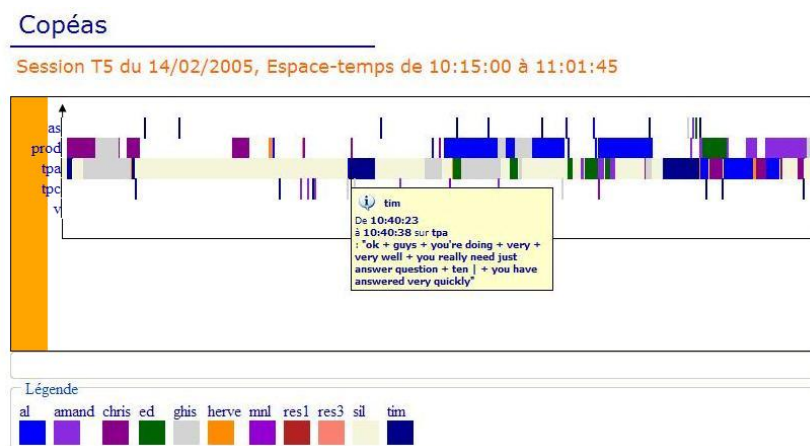 Copéas
Session T5 du 14/02/2005, Espace-temps de 10:15:00 à 11:01:45
as
prod
tpa
tpc
v
tim
De 10:40:23
à 10:40:38 sur tpa
: "ok + guys + you're doing + very +
very well + you really need just
answer question + ten | + you have
answered very quickly"
Légende
al amand chris ed ghis herve mnl res1 res3 sil tim